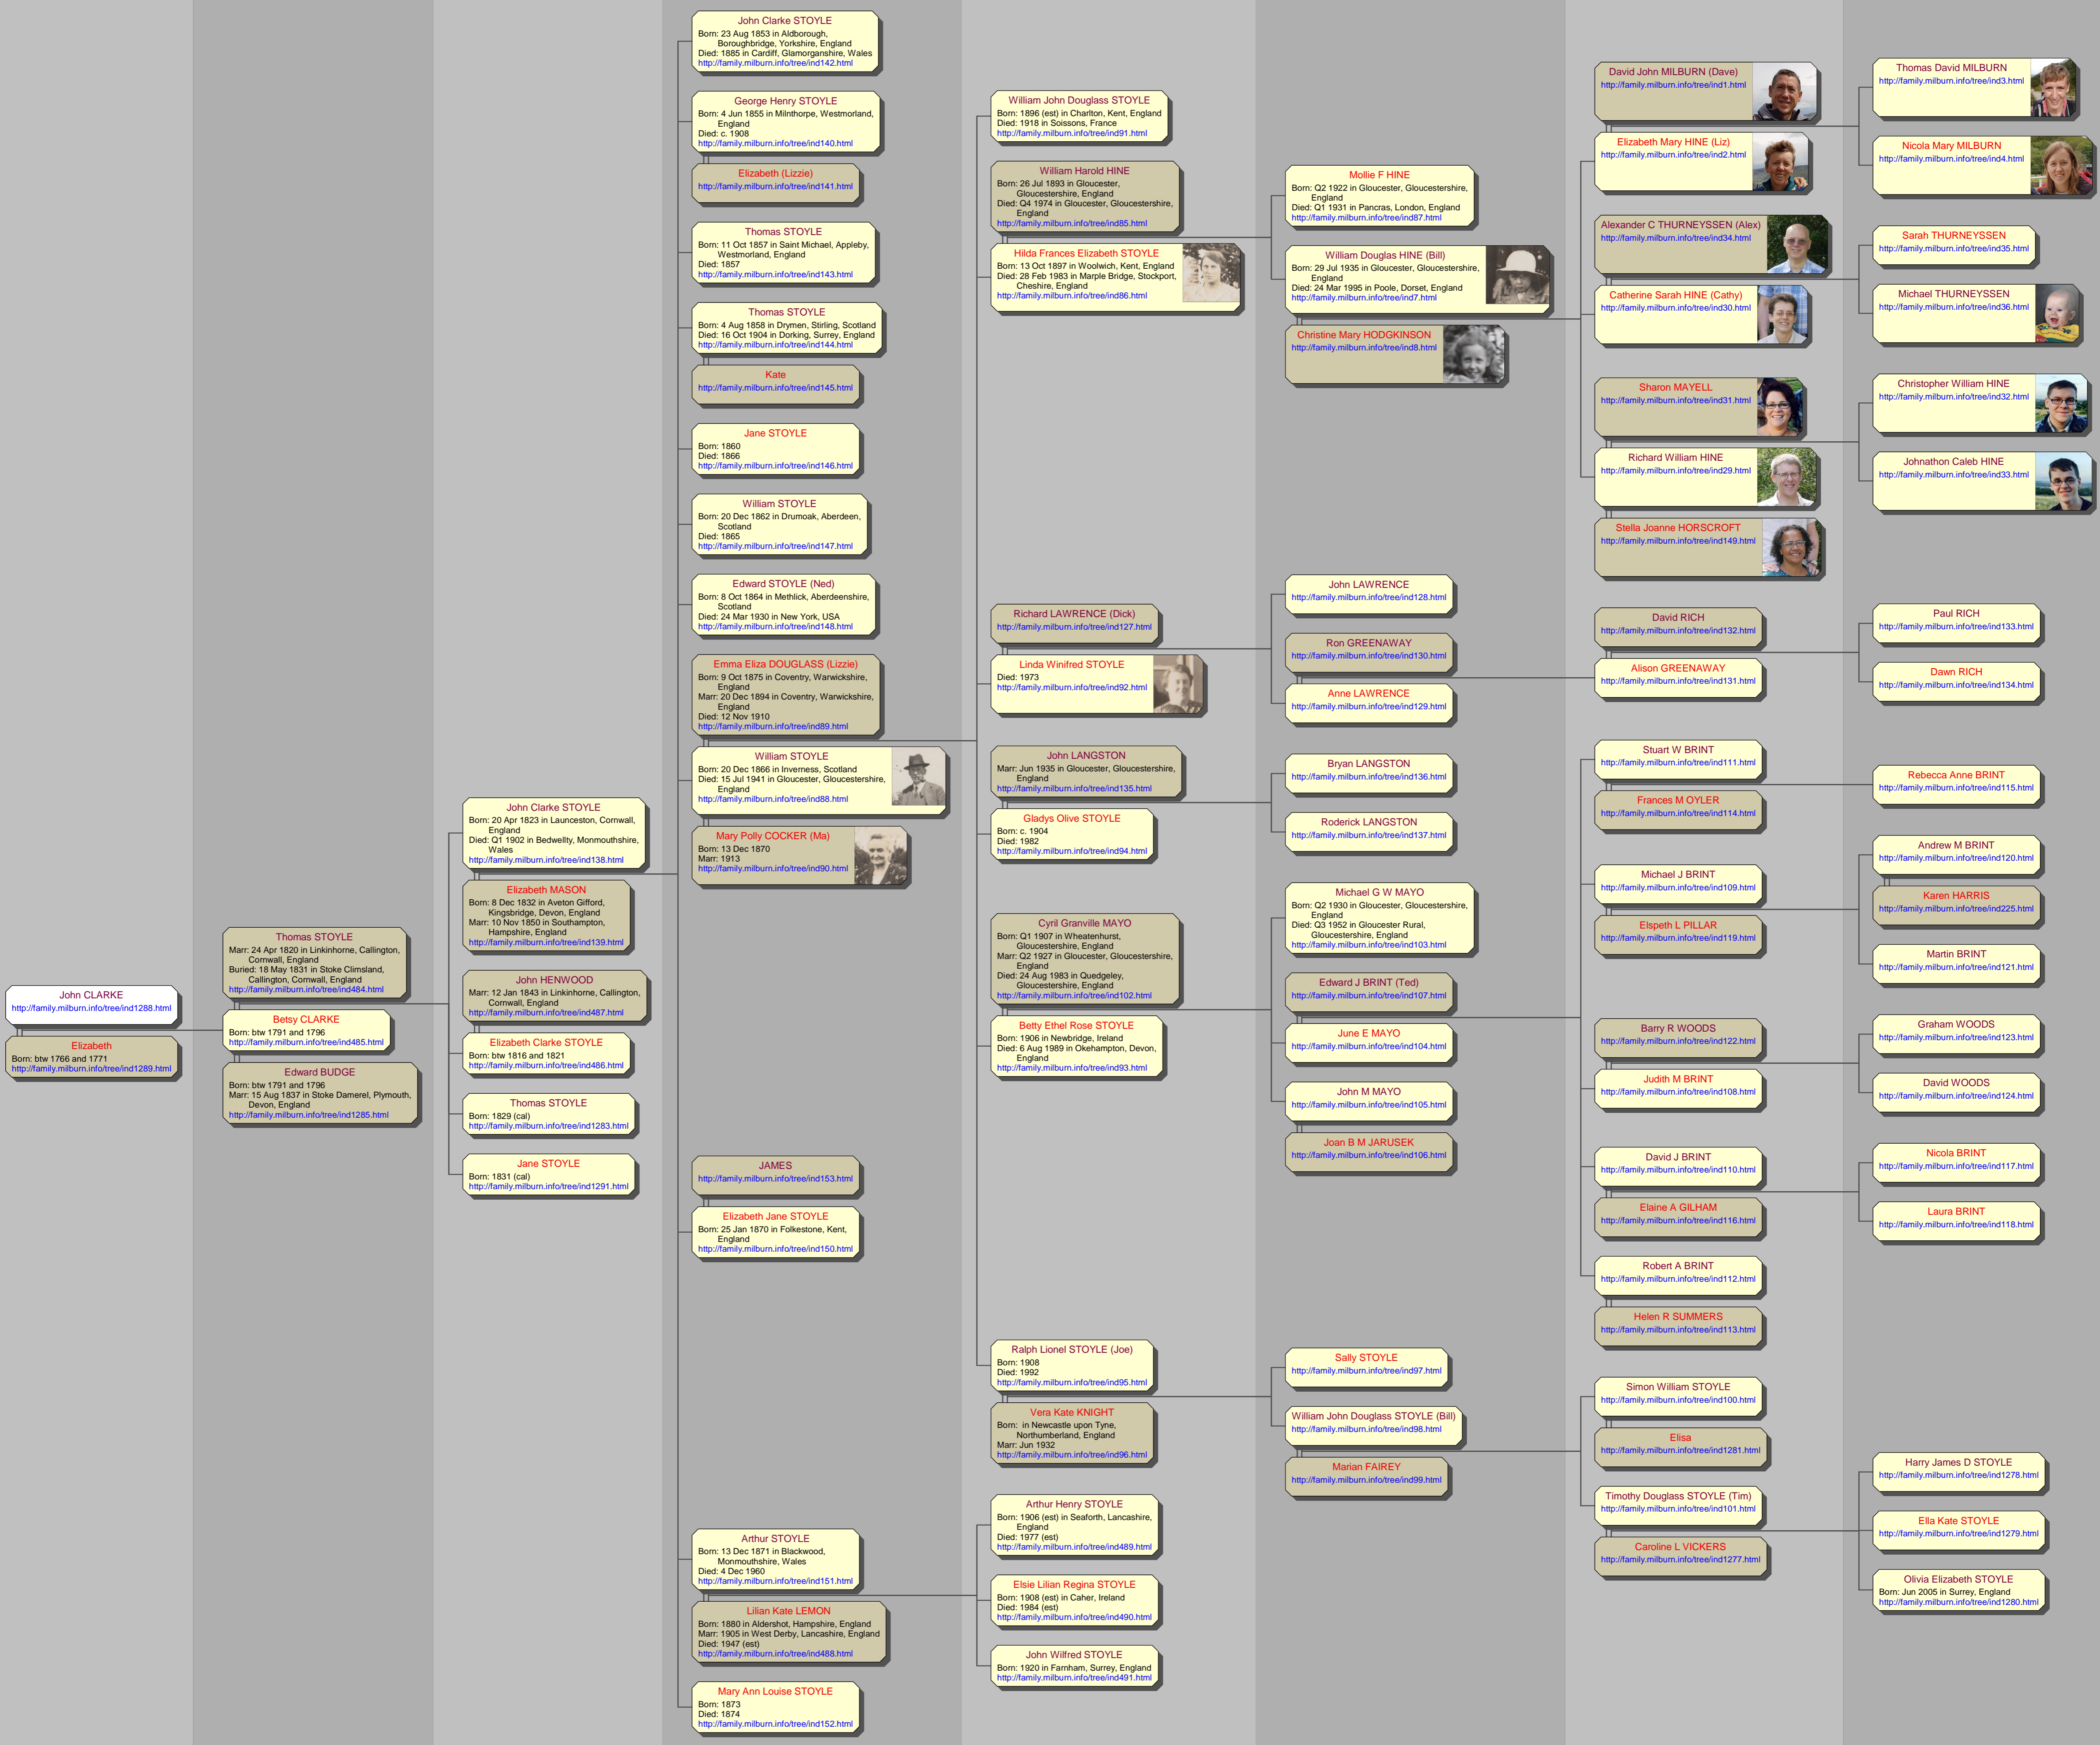 John CLARKE
http://family.milburn.info/tree/ind1288.html
Elizabeth
Born: btw 1766 and 1771
http://family.milburn.info/tree/ind1289.html
Thomas STOYLE
Marr: 24 Apr 1820 in Linkinhorne, Callington,
Cornwall, England
Buried: 18 May 1831 in Stoke Climsland,
Callington, Cornwall, England
http://family.milburn.info/tree/ind484.html
Betsy CLARKE
Born: btw 1791 and 1796
http://family.milburn.info/tree/ind485.html
Edward BUDGE
Born: btw 1791 and 1796
Marr: 15 Aug 1837 in Stoke Damerel, Plymouth,
Devon, England
http://family.milburn.info/tree/ind1285.html
John Clarke STOYLE
Born: 20 Apr 1823 in Launceston, Cornwall,
England
Died: Q1 1902 in Bedwellty, Monmouthshire,
Wales
http://family.milburn.info/tree/ind138.html
Elizabeth MASON
Born: 8 Dec 1832 in Aveton Gifford,
Kingsbridge, Devon, England
Marr: 10 Nov 1850 in Southampton,
Hampshire, England
http://family.milburn.info/tree/ind139.html
John HENWOOD
Marr: 12 Jan 1843 in Linkinhorne, Callington,
Cornwall, England
http://family.milburn.info/tree/ind487.html
Elizabeth Clarke STOYLE
Born: btw 1816 and 1821
http://family.milburn.info/tree/ind486.html
Thomas STOYLE
Born: 1829 (cal)
http://family.milburn.info/tree/ind1283.html
Jane STOYLE
Born: 1831 (cal)
http://family.milburn.info/tree/ind1291.html
John Clarke STOYLE
Born: 23 Aug 1853 in Aldborough,
Boroughbridge, Yorkshire, England
Died: 1885 in Cardiff, Glamorganshire, Wales
http://family.milburn.info/tree/ind142.html
George Henry STOYLE
Born: 4 Jun 1855 in Milnthorpe, Westmorland,
England
Died: c. 1908
http://family.milburn.info/tree/ind140.html
Elizabeth (Lizzie)
http://family.milburn.info/tree/ind141.html
Thomas STOYLE
Born: 11 Oct 1857 in Saint Michael, Appleby,
Westmorland, England
Died: 1857
http://family.milburn.info/tree/ind143.html
Thomas STOYLE
Born: 4 Aug 1858 in Drymen, Stirling, Scotland
Died: 16 Oct 1904 in Dorking, Surrey, England
http://family.milburn.info/tree/ind144.html
Kate
http://family.milburn.info/tree/ind145.html
Jane STOYLE
Born: 1860
Died: 1866
http://family.milburn.info/tree/ind146.html
William STOYLE
Born: 20 Dec 1862 in Drumoak, Aberdeen,
Scotland
Died: 1865
http://family.milburn.info/tree/ind147.html
Edward STOYLE (Ned)
Born: 8 Oct 1864 in Methlick, Aberdeenshire,
Scotland
Died: 24 Mar 1930 in New York, USA
http://family.milburn.info/tree/ind148.html
Emma Eliza DOUGLASS (Lizzie)
Born: 9 Oct 1875 in Coventry, Warwickshire,
England
Marr: 20 Dec 1894 in Coventry, Warwickshire,
England
Died: 12 Nov 1910
http://family.milburn.info/tree/ind89.html
William STOYLE
Born: 20 Dec 1866 in Inverness, Scotland
Died: 15 Jul 1941 in Gloucester, Gloucestershire,
England
http://family.milburn.info/tree/ind88.html
Mary Polly COCKER (Ma)
Born: 13 Dec 1870
Marr: 1913
http://family.milburn.info/tree/ind90.html
JAMES
http://family.milburn.info/tree/ind153.html
Elizabeth Jane STOYLE
Born: 25 Jan 1870 in Folkestone, Kent,
England
http://family.milburn.info/tree/ind150.html
Arthur STOYLE
Born: 13 Dec 1871 in Blackwood,
Monmouthshire, Wales
Died: 4 Dec 1960
http://family.milburn.info/tree/ind151.html
Lilian Kate LEMON
Born: 1880 in Aldershot, Hampshire, England
Marr: 1905 in West Derby, Lancashire, England
Died: 1947 (est)
http://family.milburn.info/tree/ind488.html
Mary Ann Louise STOYLE
Born: 1873
Died: 1874
http://family.milburn.info/tree/ind152.html
William John Douglass STOYLE
Born: 1896 (est) in Charlton, Kent, England
Died: 1918 in Soissons, France
http://family.milburn.info/tree/ind91.html
William Harold HINE
Born: 26 Jul 1893 in Gloucester,
Gloucestershire, England
Died: Q4 1974 in Gloucester, Gloucestershire,
England
http://family.milburn.info/tree/ind85.html
Hilda Frances Elizabeth STOYLE
Born: 13 Oct 1897 in Woolwich, Kent, England
Died: 28 Feb 1983 in Marple Bridge, Stockport,
Cheshire, England
http://family.milburn.info/tree/ind86.html
Richard LAWRENCE (Dick)
http://family.milburn.info/tree/ind127.html
Linda Winifred STOYLE
Died: 1973
http://family.milburn.info/tree/ind92.html
John LANGSTON
Marr: Jun 1935 in Gloucester, Gloucestershire,
England
http://family.milburn.info/tree/ind135.html
Gladys Olive STOYLE
Born: c. 1904
Died: 1982
http://family.milburn.info/tree/ind94.html
Cyril Granville MAYO
Born: Q1 1907 in Wheatenhurst,
Gloucestershire, England
Marr: Q2 1927 in Gloucester, Gloucestershire,
England
Died: 24 Aug 1983 in Quedgeley,
Gloucestershire, England
http://family.milburn.info/tree/ind102.html
Betty Ethel Rose STOYLE
Born: 1906 in Newbridge, Ireland
Died: 6 Aug 1989 in Okehampton, Devon,
England
http://family.milburn.info/tree/ind93.html
Ralph Lionel STOYLE (Joe)
Born: 1908
Died: 1992
http://family.milburn.info/tree/ind95.html
Vera Kate KNIGHT
Born: in Newcastle upon Tyne,
Northumberland, England
Marr: Jun 1932
http://family.milburn.info/tree/ind96.html
Arthur Henry STOYLE
Born: 1906 (est) in Seaforth, Lancashire,
England
Died: 1977 (est)
http://family.milburn.info/tree/ind489.html
Elsie Lilian Regina STOYLE
Born: 1908 (est) in Caher, Ireland
Died: 1984 (est)
http://family.milburn.info/tree/ind490.html
John Wilfred STOYLE
Born: 1920 in Farnham, Surrey, England
http://family.milburn.info/tree/ind491.html
Mollie F HINE
Born: Q2 1922 in Gloucester, Gloucestershire,
England
Died: Q1 1931 in Pancras, London, England
http://family.milburn.info/tree/ind87.html
William Douglas HINE (Bill)
Born: 29 Jul 1935 in Gloucester, Gloucestershire,
England
Died: 24 Mar 1995 in Poole, Dorset, England
http://family.milburn.info/tree/ind7.html
Christine Mary HODGKINSON
http://family.milburn.info/tree/ind8.html
John LAWRENCE
http://family.milburn.info/tree/ind128.html
Ron GREENAWAY
http://family.milburn.info/tree/ind130.html
Anne LAWRENCE
http://family.milburn.info/tree/ind129.html
Bryan LANGSTON
http://family.milburn.info/tree/ind136.html
Roderick LANGSTON
http://family.milburn.info/tree/ind137.html
Michael G W MAYO
Born: Q2 1930 in Gloucester, Gloucestershire,
England
Died: Q3 1952 in Gloucester Rural,
Gloucestershire, England
http://family.milburn.info/tree/ind103.html
Edward J BRINT (Ted)
http://family.milburn.info/tree/ind107.html
June E MAYO
http://family.milburn.info/tree/ind104.html
John M MAYO
http://family.milburn.info/tree/ind105.html
Joan B M JARUSEK
http://family.milburn.info/tree/ind106.html
Sally STOYLE
http://family.milburn.info/tree/ind97.html
William John Douglass STOYLE (Bill)
http://family.milburn.info/tree/ind98.html
Marian FAIREY
http://family.milburn.info/tree/ind99.html
David John MILBURN (Dave)
http://family.milburn.info/tree/ind1.html
Elizabeth Mary HINE (Liz)
http://family.milburn.info/tree/ind2.html
Alexander C THURNEYSSEN (Alex)
http://family.milburn.info/tree/ind34.html
Catherine Sarah HINE (Cathy)
http://family.milburn.info/tree/ind30.html
Sharon MAYELL
http://family.milburn.info/tree/ind31.html
Richard William HINE
http://family.milburn.info/tree/ind29.html
Stella Joanne HORSCROFT
http://family.milburn.info/tree/ind149.html
David RICH
http://family.milburn.info/tree/ind132.html
Alison GREENAWAY
http://family.milburn.info/tree/ind131.html
Stuart W BRINT
http://family.milburn.info/tree/ind111.html
Frances M OYLER
http://family.milburn.info/tree/ind114.html
Michael J BRINT
http://family.milburn.info/tree/ind109.html
Elspeth L PILLAR
http://family.milburn.info/tree/ind119.html
Barry R WOODS
http://family.milburn.info/tree/ind122.html
Judith M BRINT
http://family.milburn.info/tree/ind108.html
David J BRINT
http://family.milburn.info/tree/ind110.html
Elaine A GILHAM
http://family.milburn.info/tree/ind116.html
Robert A BRINT
http://family.milburn.info/tree/ind112.html
Helen R SUMMERS
http://family.milburn.info/tree/ind113.html
Simon William STOYLE
http://family.milburn.info/tree/ind100.html
Elisa
http://family.milburn.info/tree/ind1281.html
Timothy Douglass STOYLE (Tim)
http://family.milburn.info/tree/ind101.html
Caroline L VICKERS
http://family.milburn.info/tree/ind1277.html
Thomas David MILBURN
http://family.milburn.info/tree/ind3.html
Nicola Mary MILBURN
http://family.milburn.info/tree/ind4.html
Sarah THURNEYSSEN
http://family.milburn.info/tree/ind35.html
Michael THURNEYSSEN
http://family.milburn.info/tree/ind36.html
Christopher William HINE
http://family.milburn.info/tree/ind32.html
Johnathon Caleb HINE
http://family.milburn.info/tree/ind33.html
Paul RICH
http://family.milburn.info/tree/ind133.html
Dawn RICH
http://family.milburn.info/tree/ind134.html
Rebecca Anne BRINT
http://family.milburn.info/tree/ind115.html
Andrew M BRINT
http://family.milburn.info/tree/ind120.html
Karen HARRIS
http://family.milburn.info/tree/ind225.html
Martin BRINT
http://family.milburn.info/tree/ind121.html
Graham WOODS
http://family.milburn.info/tree/ind123.html
David WOODS
http://family.milburn.info/tree/ind124.html
Nicola BRINT
http://family.milburn.info/tree/ind117.html
Laura BRINT
http://family.milburn.info/tree/ind118.html
Harry James D STOYLE
http://family.milburn.info/tree/ind1278.html
Ella Kate STOYLE
http://family.milburn.info/tree/ind1279.html
Olivia Elizabeth STOYLE
Born: Jun 2005 in Surrey, England
http://family.milburn.info/tree/ind1280.html